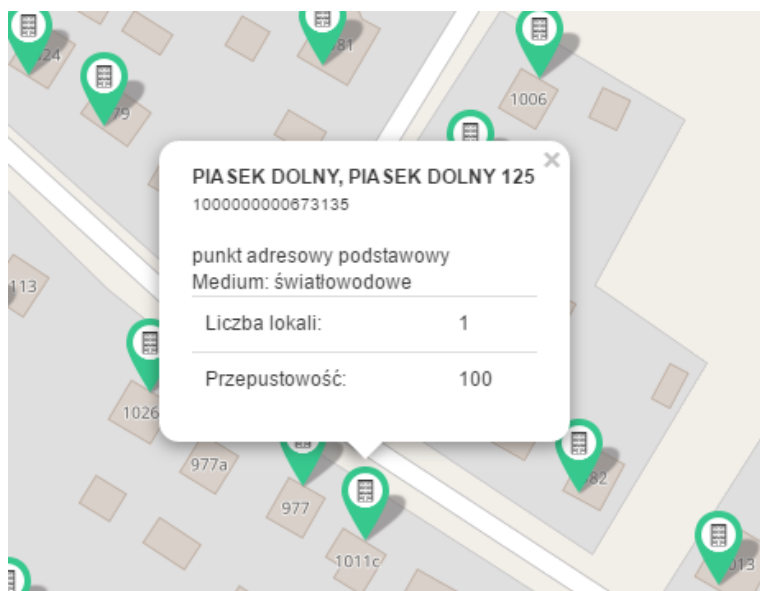 1006
PIASEK DOLNY, PIASEK DOLNY 125
×
1000000000673135
punkt adresowy podstawowy
Medium: światłowodowe
Liczba lokali: 1
Przepustowość: 100
113
1026
977a
977
1011c